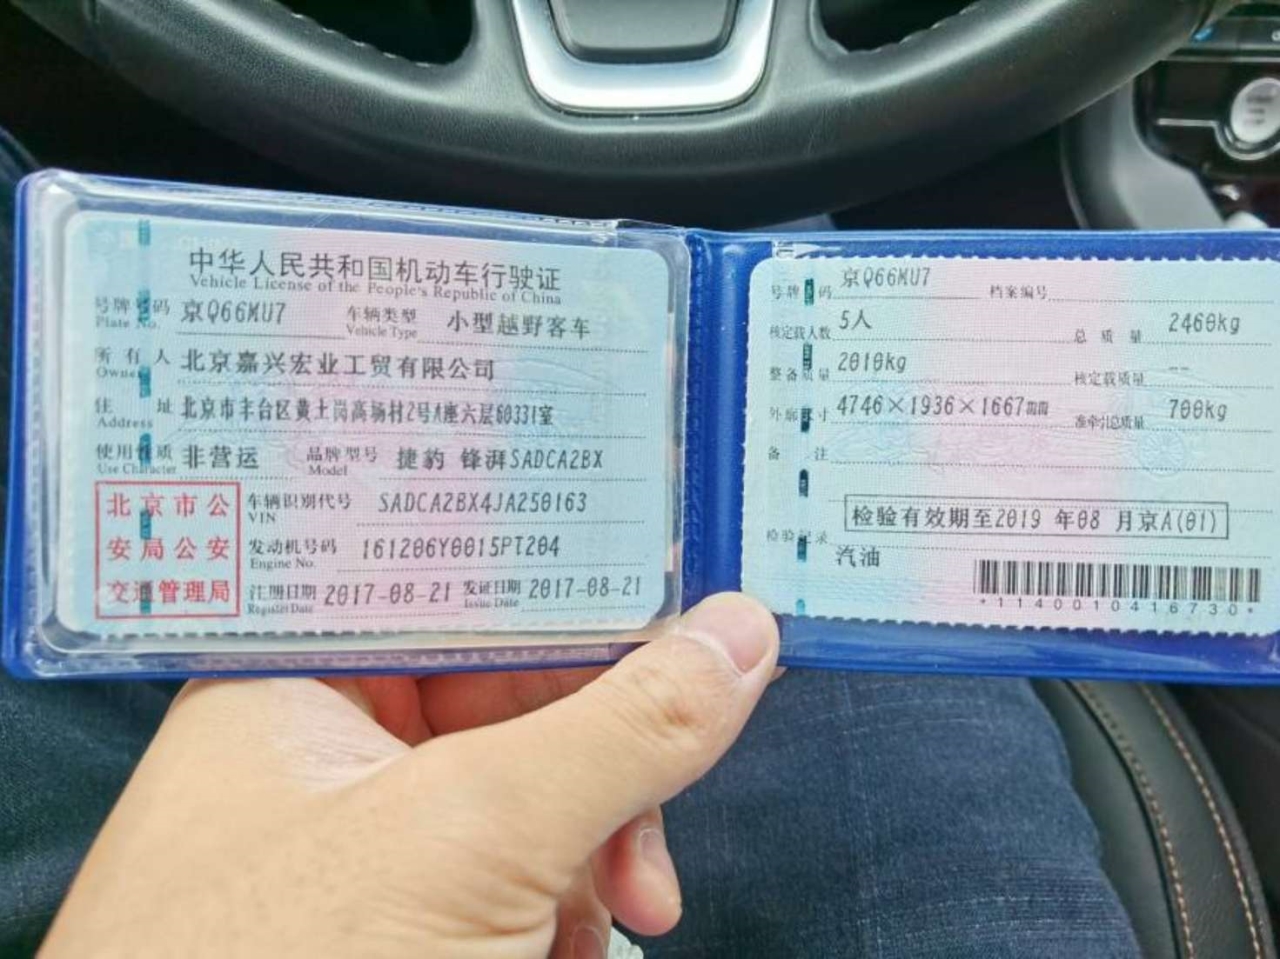 中华人民共和国机动车行驶证
Vehicle License of the People's Republic of China
号牌号码 京Q66MU7 车辆类型 小型越野客车
Plate No. Vehicle Type
所有人 北京嘉兴宏业工贸有限公司
Owner
住址 北京市丰台区黄土岗高场村2号A座六层60331室
Address
使用性质 非营运 品牌型号 捷豹 锋湃SADCA2BX
Use Character Model
北京市公
安局公安
交通管理局
车辆识别代号 SADCA2BX4JA250163
VIN
发动机号码 161206Y0015PT204
Engine No.
注册日期 2017-08-21 发证日期 2017-08-21
Register Date Issue Date
号牌号码 京Q66MU7 档案编号
核定载人数 5人 总质量 2460kg
整备质量 2010kg 核定载质量 --
外廓尺寸 4746×1936×1667mm 准牵引总质量 700kg
备注
检验有效期至2019年08月京A(01)
检验记录
汽油
*1140010416730*